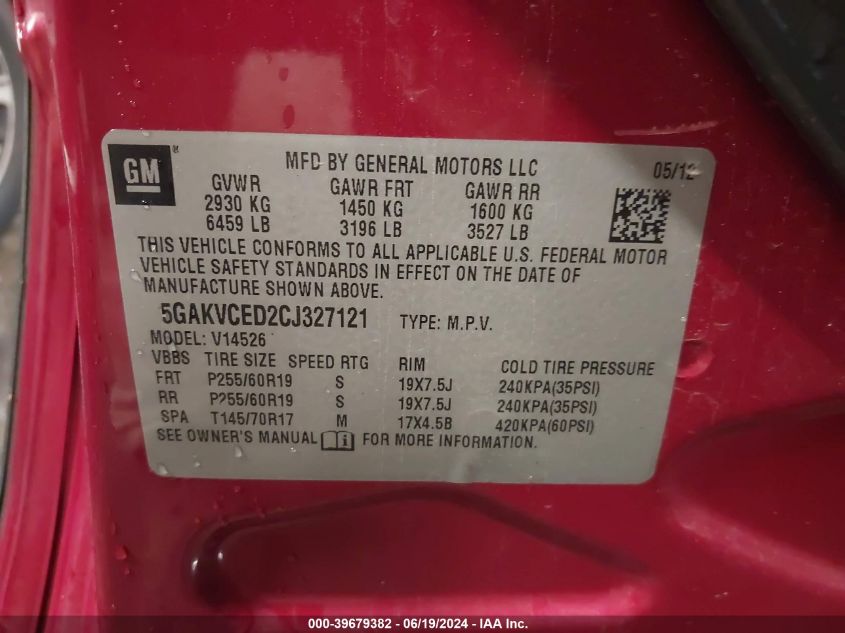 GM ®
MFD BY GENERAL MOTORS LLC 05/12
GVWR GAWR FRT GAWR RR
2930 KG 1450 KG 1600 KG
6459 LB 3196 LB 3527 LB
THIS VEHICLE CONFORMS TO ALL APPLICABLE U.S. FEDERAL MOTOR
VEHICLE SAFETY STANDARDS IN EFFECT ON THE DATE OF
MANUFACTURE SHOWN ABOVE.
5GAKVCED2CJ327121 TYPE: M.P.V.
MODEL: V14526
VBBS TIRE SIZE SPEED RTG RIM COLD TIRE PRESSURE
FRT P255/60R19 S 19X7.5J 240KPA(35PSI)
RR P255/60R19 S 19X7.5J 240KPA(35PSI)
SPA T145/70R17 M 17X4.5B 420KPA(60PSI)
SEE OWNER'S MANUAL i FOR MORE INFORMATION.
000-39679382 - 06/19/2024 - IAA Inc.